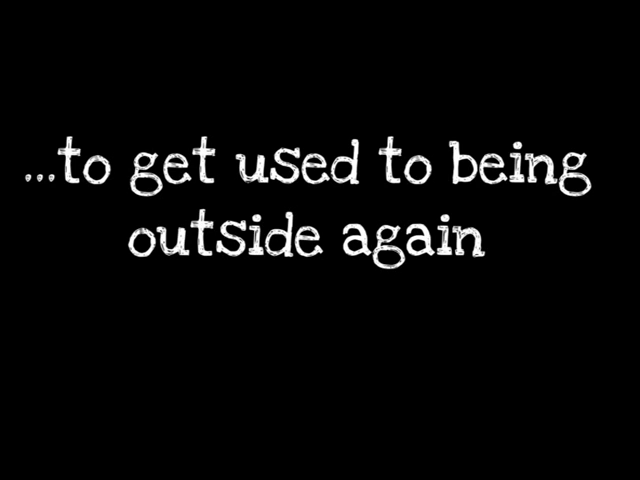 ...to get used to being
outside again